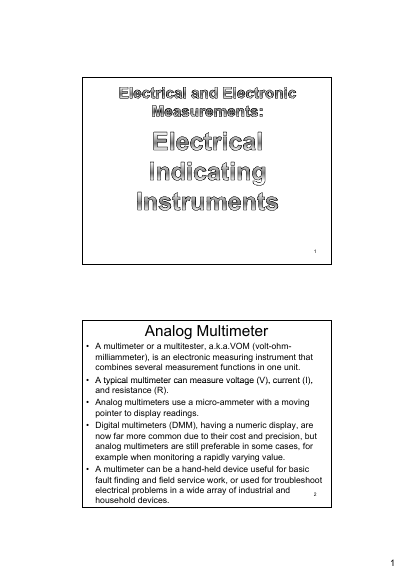 Electrical and Electronic
Measurements:
Electrical
Indicating
Instruments
1
Analog Multimeter
• A multimeter or a multitester, a.k.a.VOM (volt-ohm-
milliammeter), is an electronic measuring instrument that
combines several measurement functions in one unit.
• A typical multimeter can measure voltage (V), current (I),
and resistance (R).
• Analog multimeters use a micro-ammeter with a moving
pointer to display readings.
• Digital multimeters (DMM), having a numeric display, are
now far more common due to their cost and precision, but
analog multimeters are still preferable in some cases, for
example when monitoring a rapidly varying value.
• A multimeter can be a hand-held device useful for basic
fault finding and field service work, or used for troubleshoot
electrical problems in a wide array of industrial and
household devices.
2
1